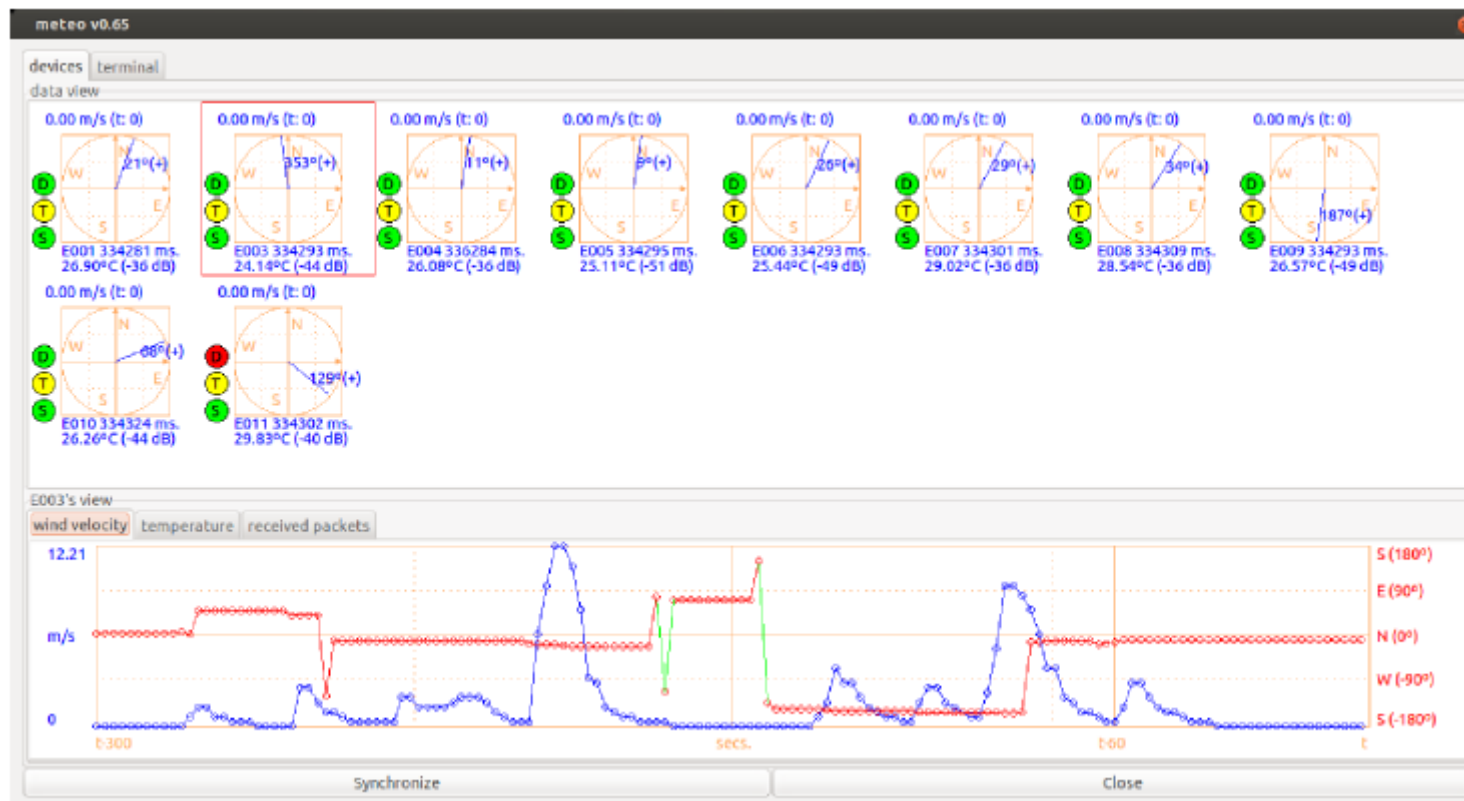 meteo v0.65
devices terminal
data view
0.00 m/s (t: 0) 0.00 m/s (t: 0) 0.00 m/s (t: 0) 0.00 m/s (t: 0) 0.00 m/s (t: 0) 0.00 m/s (t: 0) 0.00 m/s (t: 0) 0.00 m/s (t: 0)
N N N N N N N N
21º(+) 353º(+) 11º(+) 8º(+) 26º(+) 29º(+) 34º(+)
W W W W W W W W
D D D D D D D D
T T T T T T T T
E E E E E E E E
187º(+)
S S S S S S S S
S S S S S S S S
E001 334281 ms. E003 334293 ms. E004 336284 ms. E005 334295 ms. E006 334293 ms. E007 334301 ms. E008 334309 ms. E009 334293 ms.
26.90ºC (-36 dB) 24.14ºC (-44 dB) 26.08ºC (-36 dB) 25.11ºC (-51 dB) 25.44ºC (-49 dB) 29.02ºC (-36 dB) 28.54ºC (-36 dB) 26.57ºC (-49 dB)
0.00 m/s (t: 0) 0.00 m/s (t: 0)
N N
W 68º(+) W
D D
T E T 129º(+) E
S S
S S
E010 334324 ms. E011 334302 ms.
26.26ºC (-44 dB) 29.83ºC (-40 dB)
E003's view
wind velocity temperature received packets
12.21 S (180º)
E (90º)
m/s N (0º)
W (-90º)
0 S (-180º)
t-300 secs. t-60 t
Synchronize Close